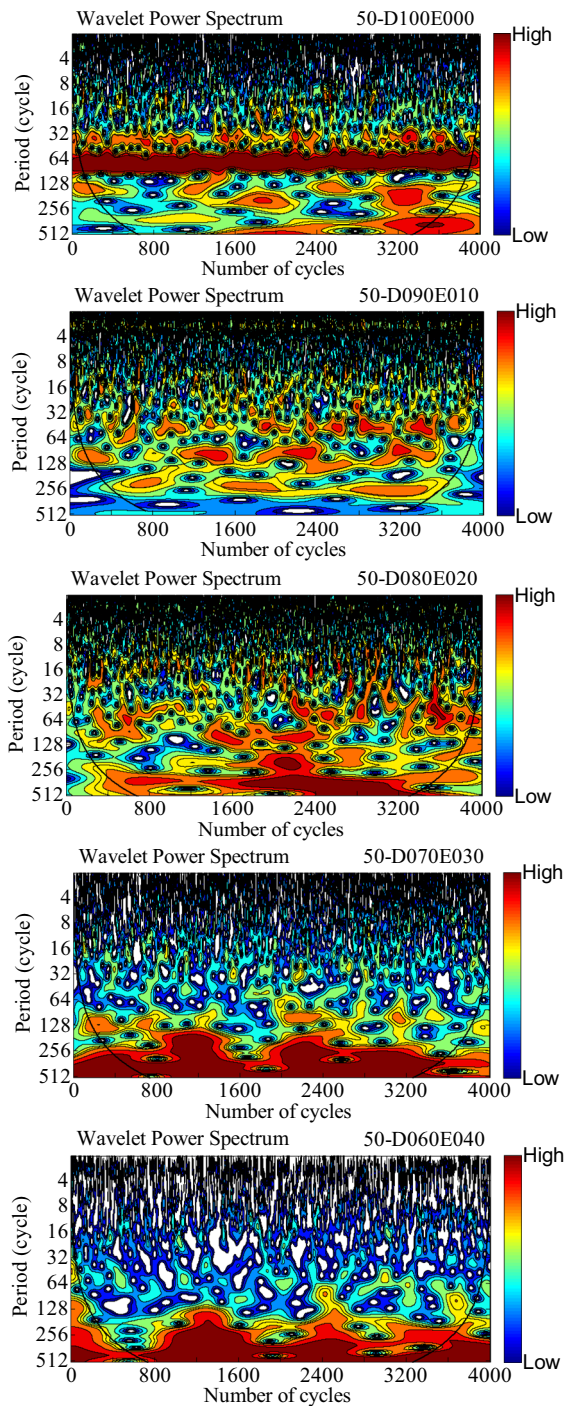 Wavelet Power Spectrum 50-D100E000
High
4
8
16
32
64
128
256
512
Period (cycle)
Low
0 800 1600 2400 3200 4000
Number of cycles
Wavelet Power Spectrum 50-D090E010
High
4
8
16
32
64
128
256
512
Period (cycle)
Low
0 800 1600 2400 3200 4000
Number of cycles
Wavelet Power Spectrum 50-D080E020
High
4
8
16
32
64
128
256
512
Period (cycle)
Low
0 800 1600 2400 3200 4000
Number of cycles
Wavelet Power Spectrum 50-D070E030
High
4
8
16
32
64
128
256
512
Period (cycle)
Low
0 800 1600 2400 3200 4000
Number of cycles
Wavelet Power Spectrum 50-D060E040
High
4
8
16
32
64
128
256
512
Period (cycle)
Low
0 800 1600 2400 3200 4000
Number of cycles